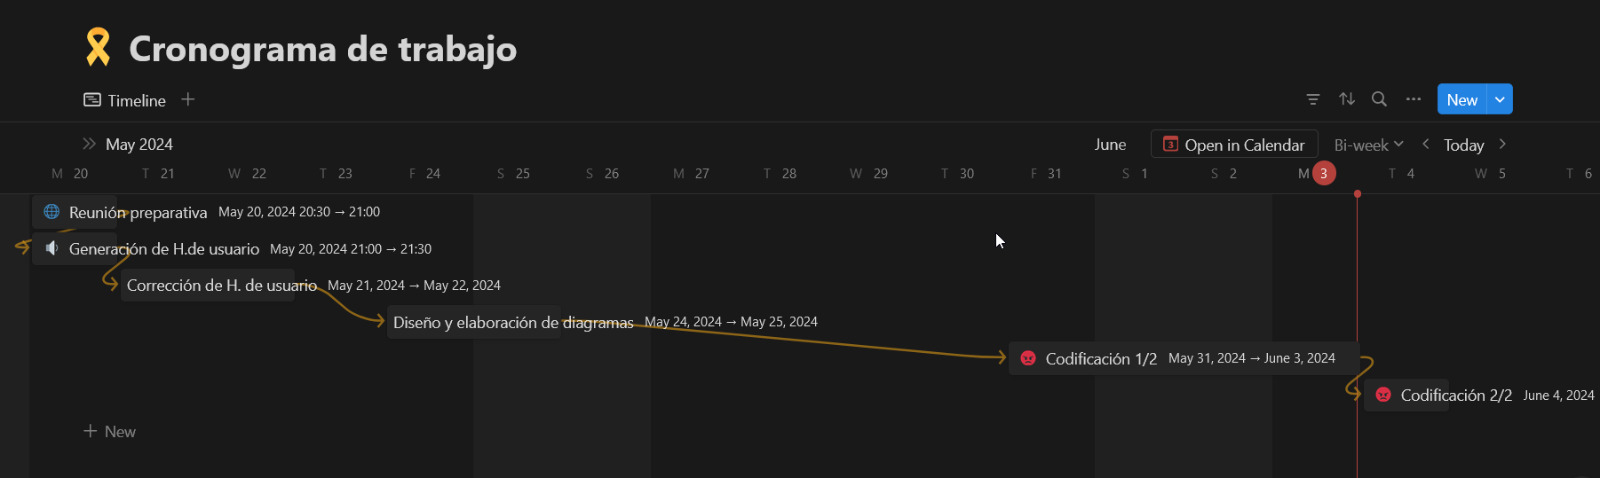 Cronograma de trabajo
Timeline
New
May 2024
June
3
Open in Calendar
Bi-week
Today
M 20 T 21 W 22 T 23 F 24 S 25 S 26 M 27 T 28 W 29 T 30 F 31 S 1 S 2 M 3 T 4 W 5 T 6
Reunión preparativa May 20, 2024 20:30 → 21:00
Generación de H.de usuario May 20, 2024 21:00 → 21:30
Corrección de H. de usuario May 21, 2024 → May 22, 2024
Diseño y elaboración de diagramas May 24, 2024 → May 25, 2024
Codificación 1/2 May 31, 2024 → June 3, 2024
Codificación 2/2 June 4, 2024
New